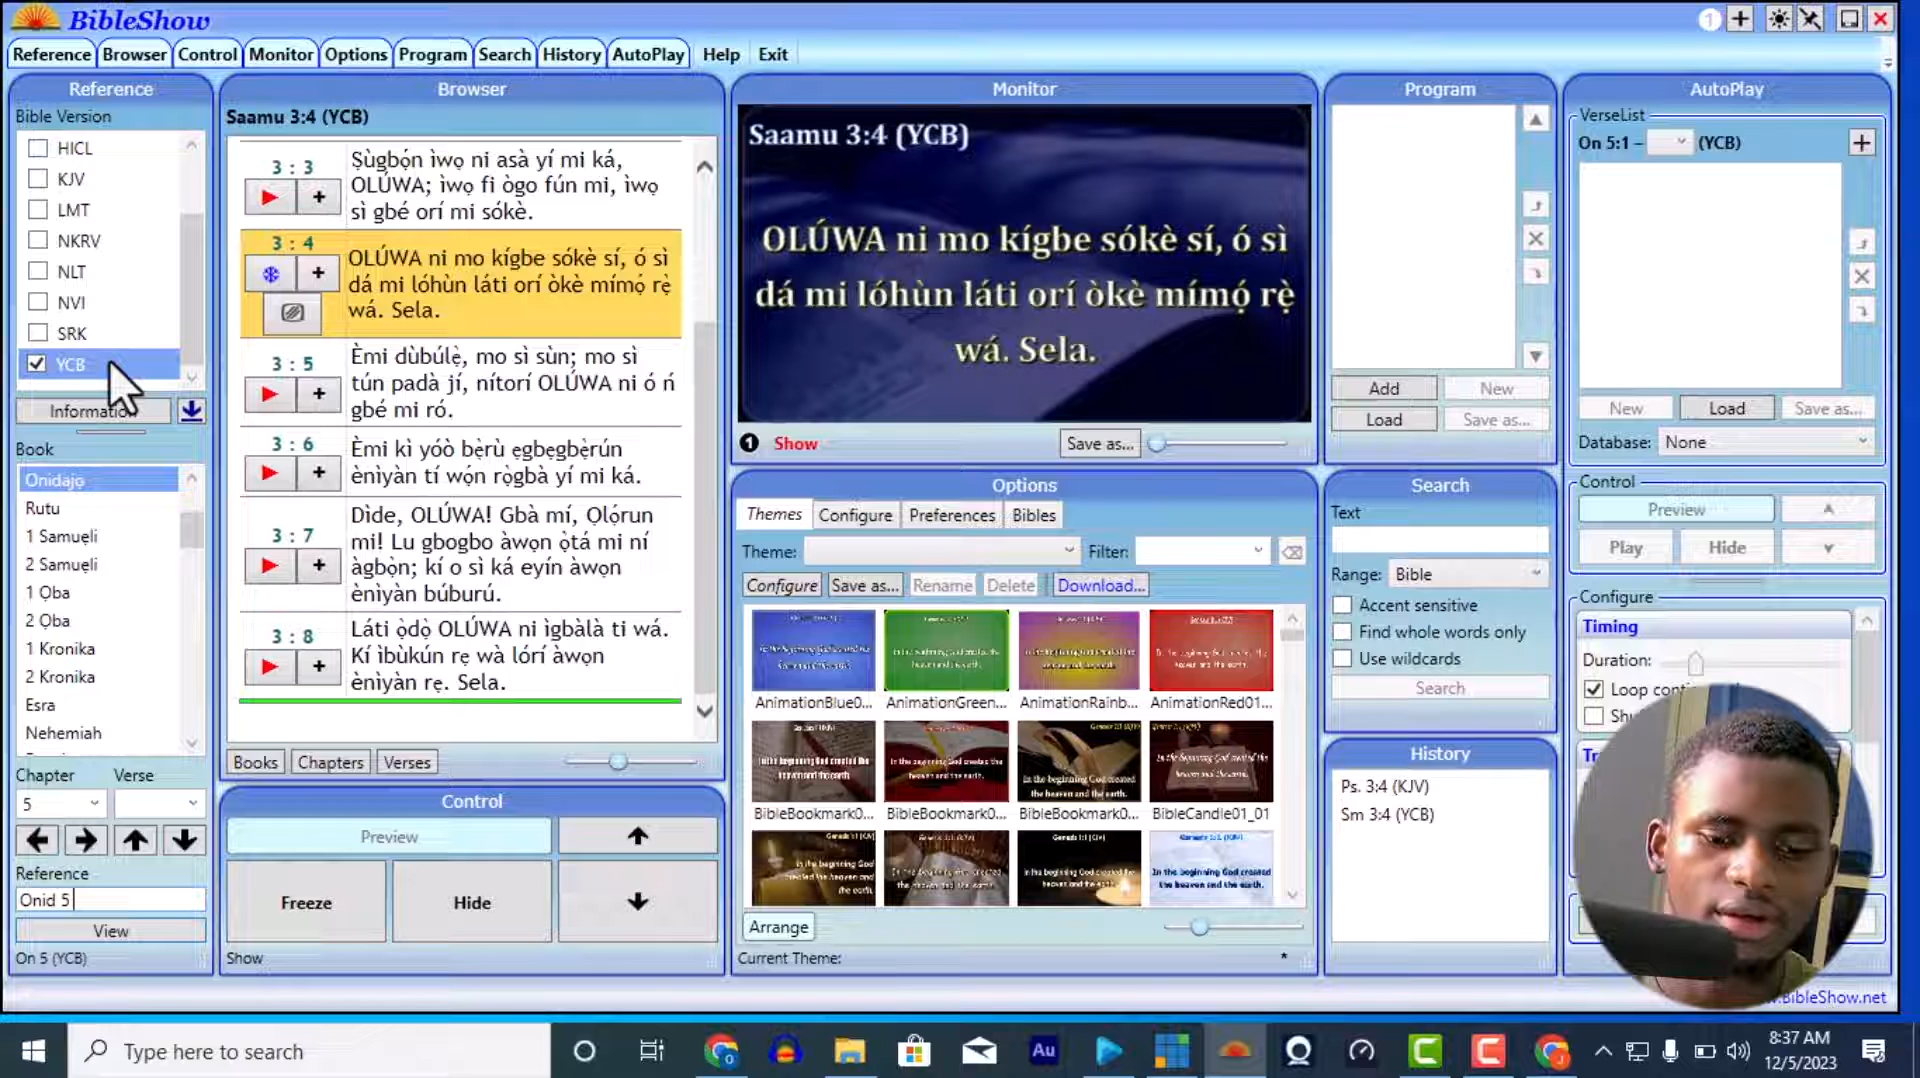 BibleShow
Reference Browser Control Monitor Options Program Search History AutoPlay Help Exit
Reference
Bible Version
HICL
KJV
LMT
NKRV
NLT
NVI
SRK
YCB
Information
Book
Onidajọ
Rutu
1 Samuẹli
2 Samuẹli
1 Ọba
2 Ọba
1 Kronika
2 Kronika
Esra
Nehemiah
Chapter Verse
5
Reference
Onid 5
View
On 5 (YCB)
Browser
Saamu 3:4 (YCB)
3 : 3
Ṣùgbọ́n ìwọ ni asà yí mi ká,
OLÚWA; ìwọ fi ògo fún mi, ìwọ
sì gbé orí mi sókè.
3 : 4
OLÚWA ni mo kígbe sókè sí, ó sì
dá mi lóhùn láti orí òkè mímọ́ rẹ̀
wá. Sela.
3 : 5
Èmi dùbúlẹ̀, mo sì sùn; mo sì
tún padà jí, nítorí OLÚWA ni ó ń
gbé mi ró.
3 : 6
Èmi kì yóò bẹ̀rù ẹgbẹgbẹ̀rún
ènìyàn tí wọ́n rọ̀gbà yí mi ká.
3 : 7
Dìde, OLÚWA! Gbà mí, Ọlọ́run
mi! Lu gbogbo àwọn ọ̀tá mi ní
àgbọ̀n; kí o sì ká eyín àwọn
ènìyàn búburú.
3 : 8
Láti ọ̀dọ̀ OLÚWA ni ìgbàlà ti wá.
Kí ìbùkún rẹ wà lórí àwọn
ènìyàn rẹ. Sela.
Books Chapters Verses
Control
Preview
Freeze Hide
Show
Monitor
Saamu 3:4 (YCB)
OLÚWA ni mo kígbe sókè sí, ó sì
dá mi lóhùn láti orí òkè mímọ́ rẹ̀
wá. Sela.
1 Show Save as...
Options
Themes Configure Preferences Bibles
Theme: Filter:
Configure Save as... Rename Delete Download...
AnimationBlue0... AnimationGreen... AnimationRainb... AnimationRed01...
BibleBookmark0... BibleBookmark0... BibleBookmark0... BibleCandle01_01
Arrange
Current Theme: *
Program
Add New
Load Save as...
Search
Text
Range: Bible
Accent sensitive
Find whole words only
Use wildcards
Search
History
Ps. 3:4 (KJV)
Sm 3:4 (YCB)
AutoPlay
VerseList
On 5:1 – (YCB)
New Load Save as...
Database: None
Control
Preview
Play Hide
Configure
Timing
Duration:
BibleShow.net
Type here to search
Au
8:37 AM
12/5/2023